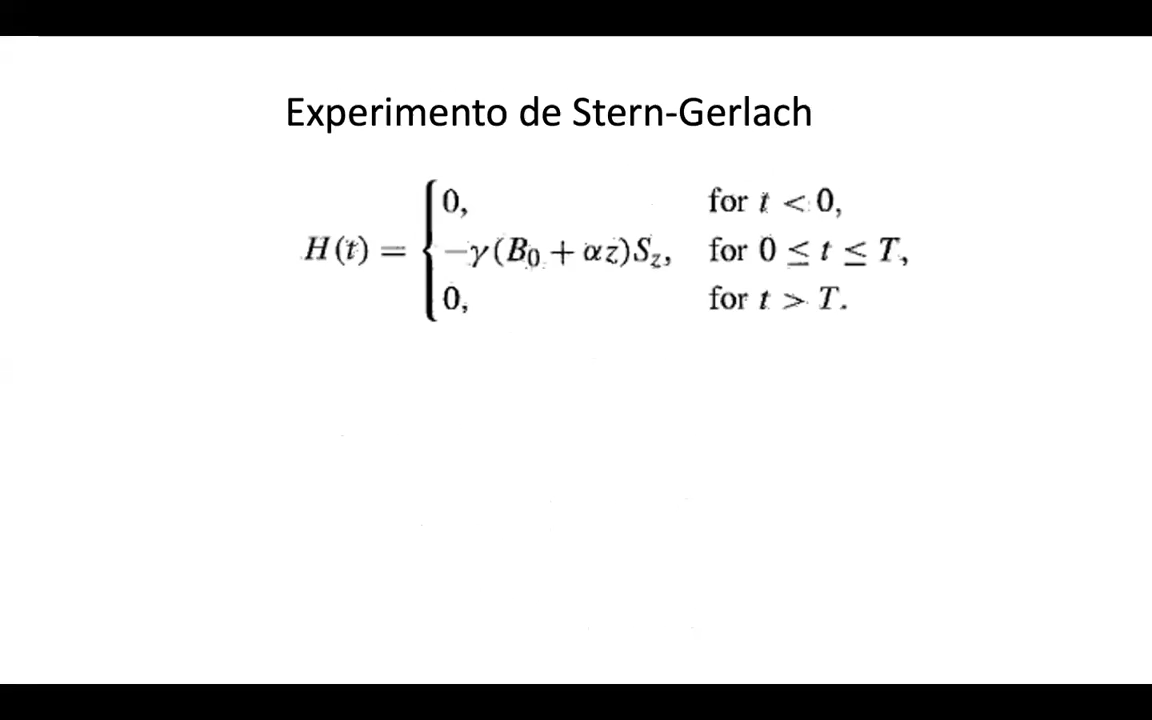 Experimento de Stern-Gerlach
H(t) = { 0, for t < 0,
−γ(B₀ + αz)S_z, for 0 ≤ t ≤ T,
0, for t > T.